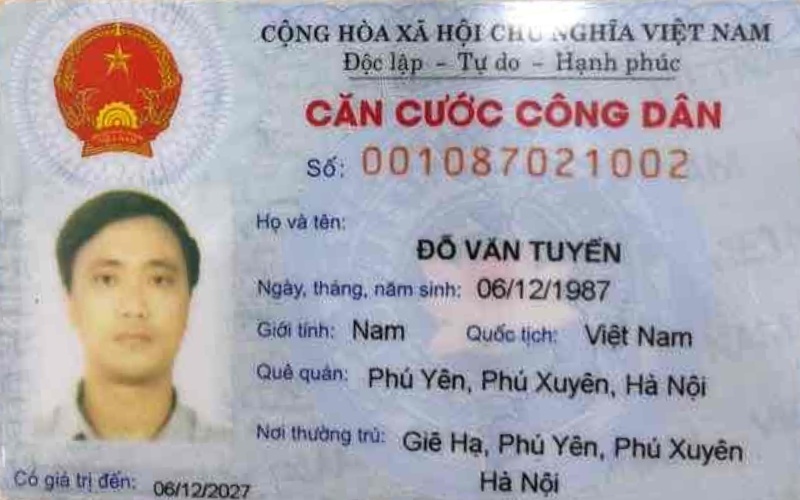 CỘNG HÒA XÃ HỘI CHỦ NGHĨA VIỆT NAM
Độc lập - Tự do - Hạnh phúc
CĂN CƯỚC CÔNG DÂN
Số: 001087021002
Họ và tên:
ĐỖ VĂN TUYẾN
Ngày, tháng, năm sinh: 06/12/1987
Giới tính: Nam Quốc tịch: Việt Nam
Quê quán: Phú Yên, Phú Xuyên, Hà Nội
Nơi thường trú: Giẽ Hạ, Phú Yên, Phú Xuyên
Hà Nội
Có giá trị đến: 06/12/2027